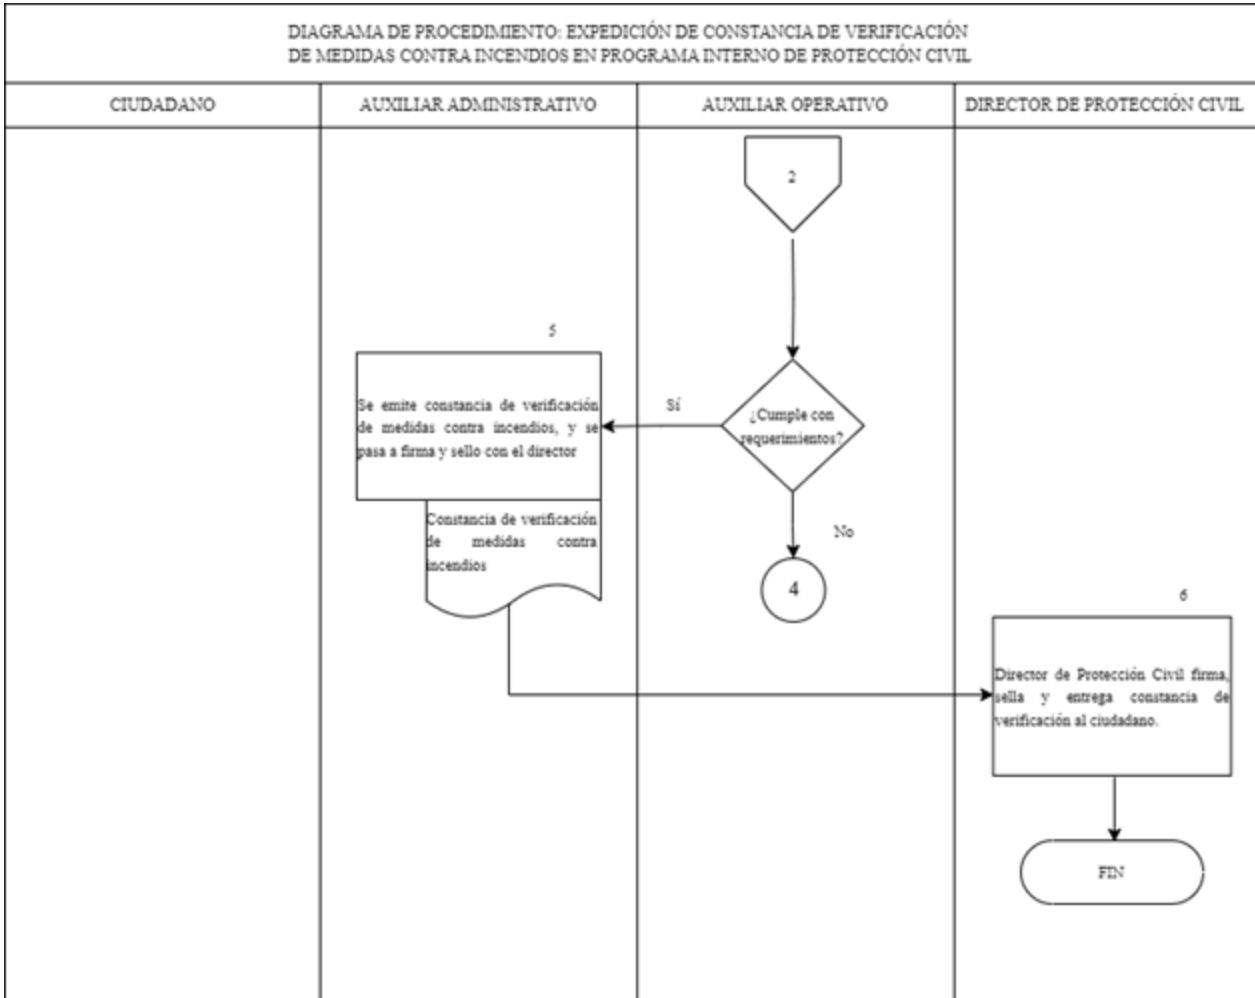 DIAGRAMA DE PROCEDIMIENTO: EXPEDICIÓN DE CONSTANCIA DE VERIFICACIÓN
DE MEDIDAS CONTRA INCENDIOS EN PROGRAMA INTERNO DE PROTECCIÓN CIVIL
CIUDADANO
AUXILIAR ADMINISTRATIVO
AUXILIAR OPERATIVO
DIRECTOR DE PROTECCIÓN CIVIL
2
5
Se emite constancia de verificación
de medidas contra incendios, y se
pasa a firma y sello con el director
Sí
¿Cumple con
requerimientos?
Constancia de verificación
de medidas contra
incendios
No
4
6
Director de Protección Civil firma,
sella y entrega constancia de
verificación al ciudadano.
FIN